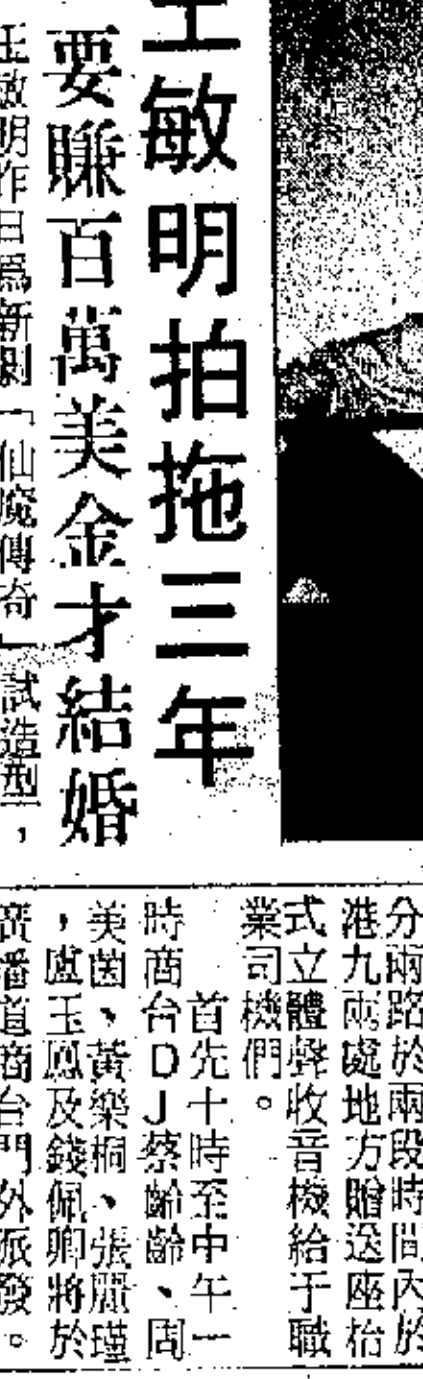 王敏明拍拖三年
要賺百萬美金才結婚
王敏明作日爲新劇「仙魔傳奇」試造型，
分兩路於兩段時間內於
港九兩處地方贈送座枱
式立體聲收音機給于職
業司機們。
首先十時至中午一
時商台DJ蔡齡齡、周
美茵、黃樂桐、張麗瑾
，盧玉鳳及錢佩卿將於
廣播道商台門外派發。